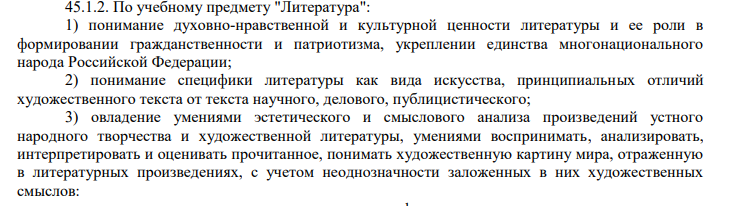 45.1.2. По учебному предмету "Литература":
1) понимание духовно-нравственной и культурной ценности литературы и ее роли в
формировании гражданственности и патриотизма, укреплении единства многонационального
народа Российской Федерации;
2) понимание специфики литературы как вида искусства, принципиальных отличий
художественного текста от текста научного, делового, публицистического;
3) овладение умениями эстетического и смыслового анализа произведений устного
народного творчества и художественной литературы, умениями воспринимать, анализировать,
интерпретировать и оценивать прочитанное, понимать художественную картину мира, отраженную
в литературных произведениях, с учетом неоднозначности заложенных в них художественных
смыслов: